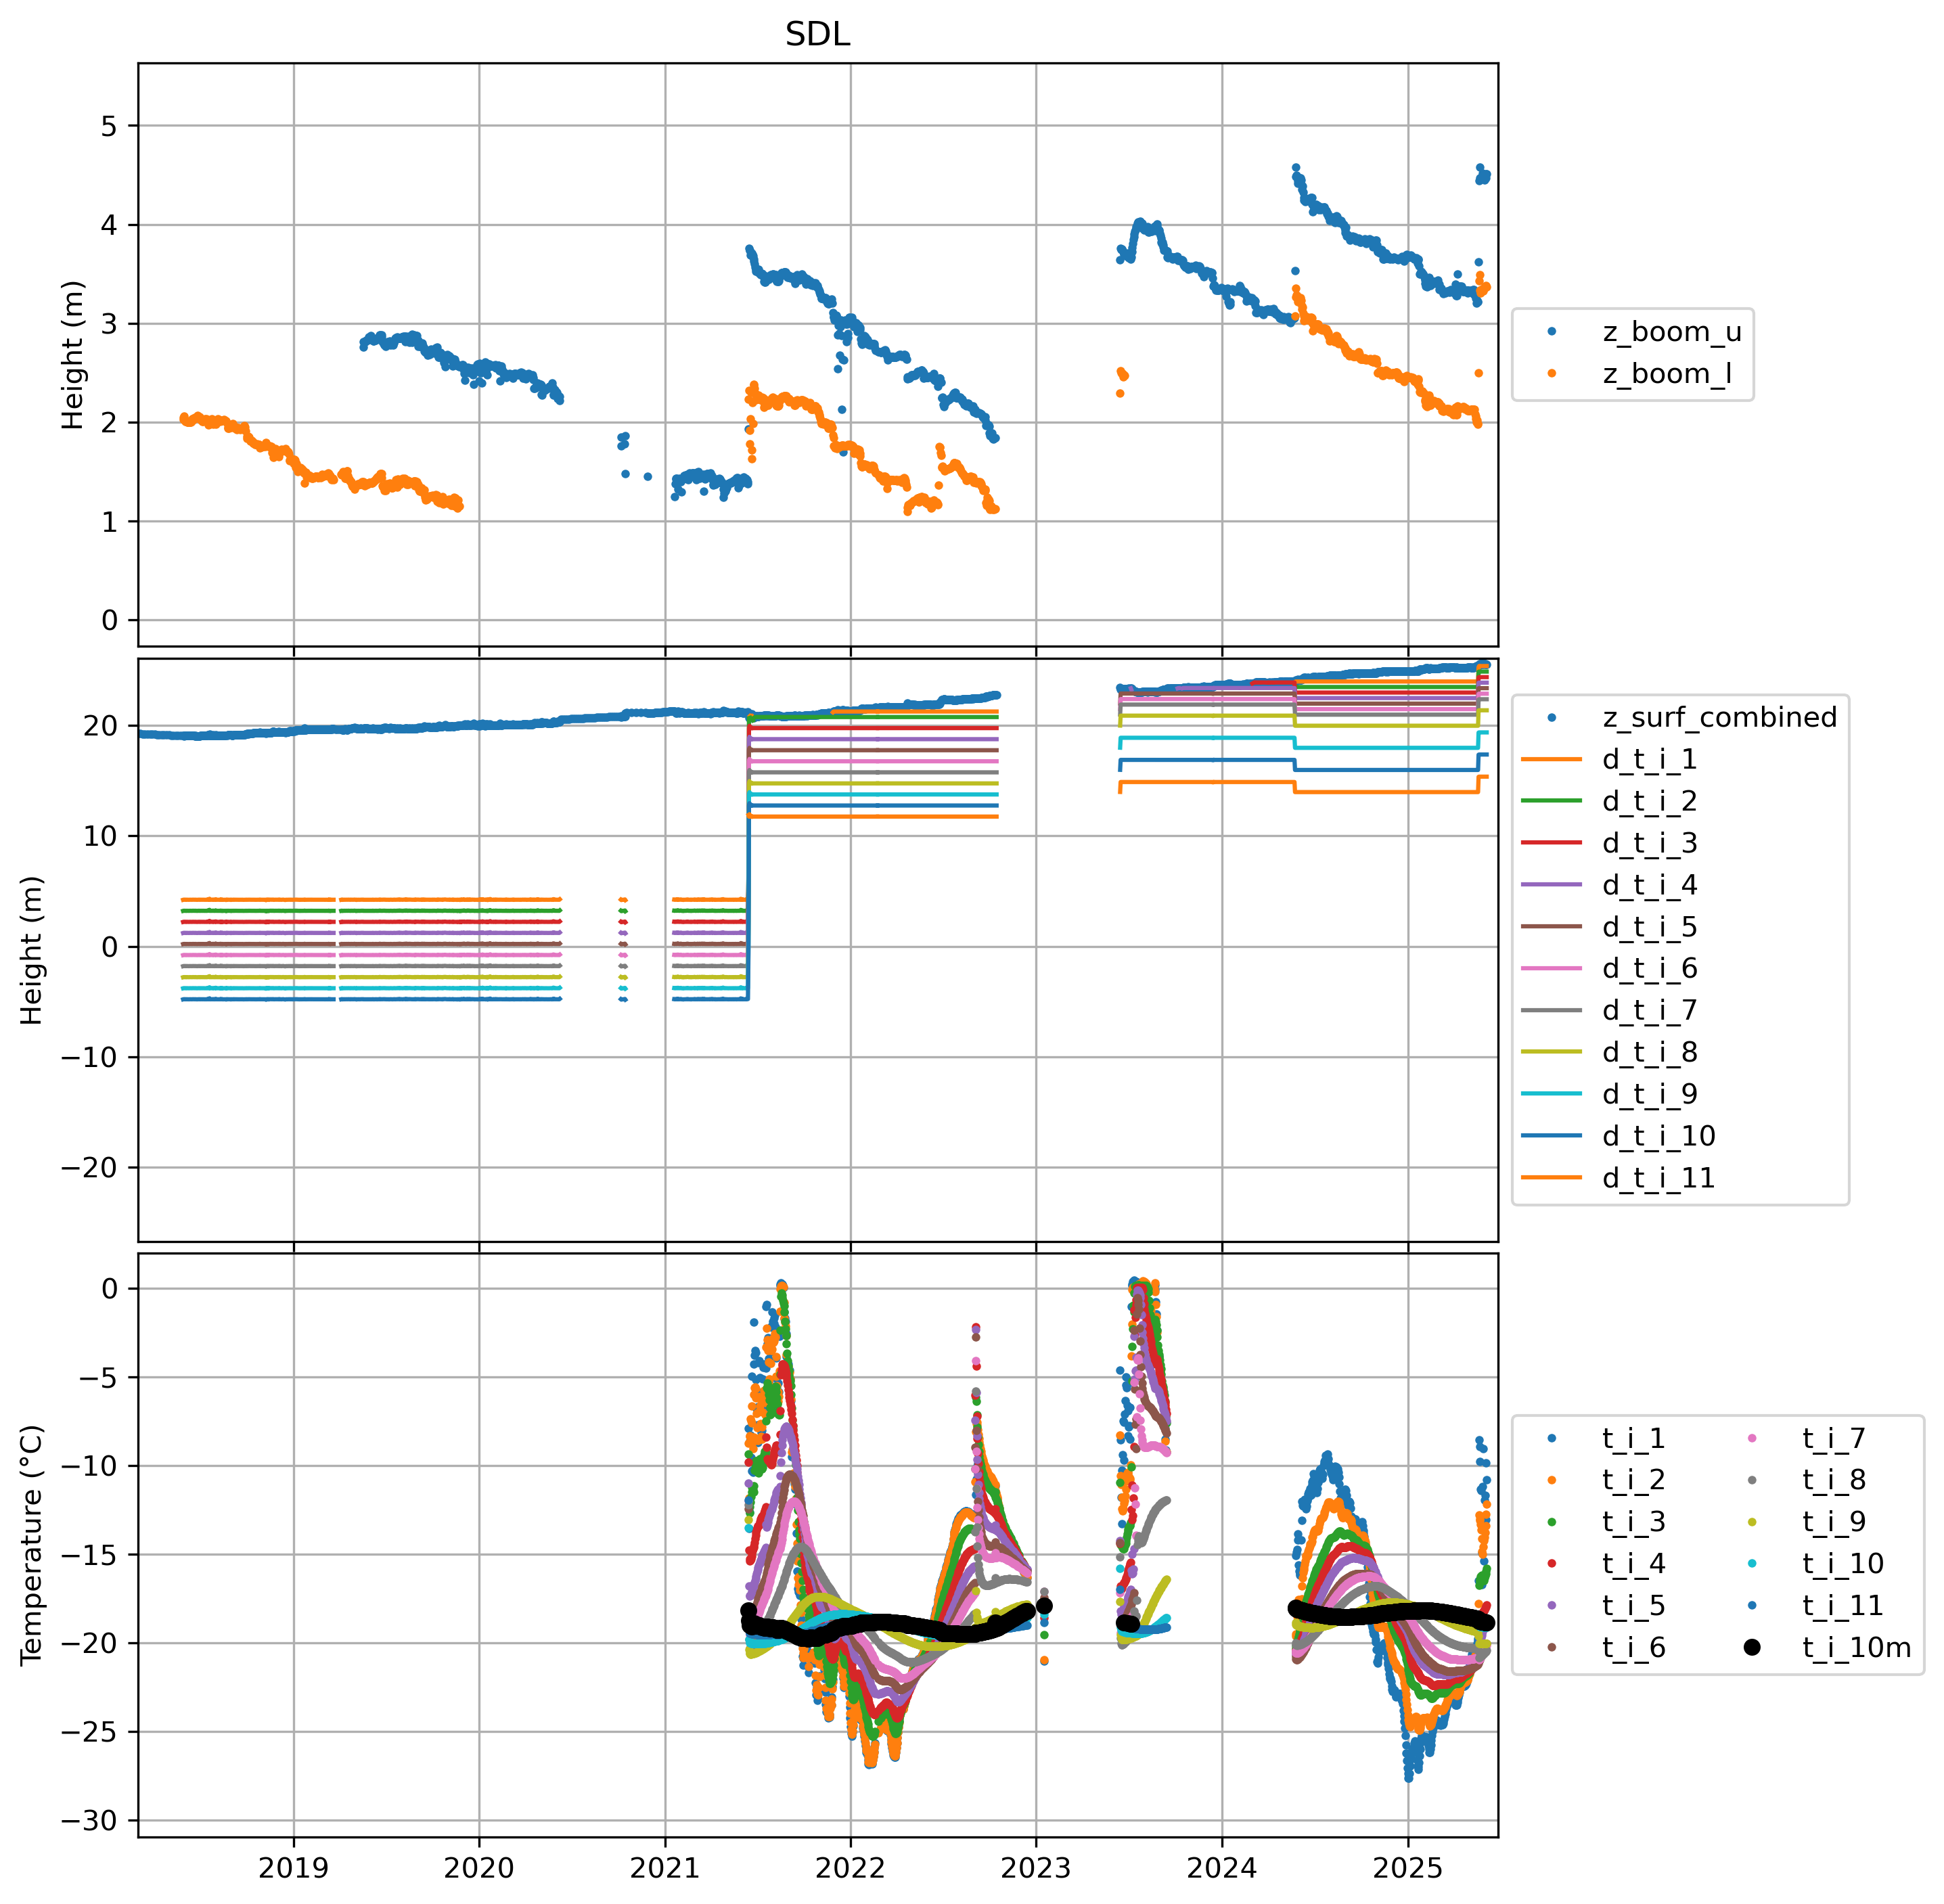 SDL
Height (m)
5
4
3
2
1
0
z_boom_u
z_boom_l
Height (m)
20
10
0
−10
−20
z_surf_combined
d_t_i_1
d_t_i_2
d_t_i_3
d_t_i_4
d_t_i_5
d_t_i_6
d_t_i_7
d_t_i_8
d_t_i_9
d_t_i_10
d_t_i_11
Temperature (°C)
0
−5
−10
−15
−20
−25
−30
t_i_1
t_i_2
t_i_3
t_i_4
t_i_5
t_i_6
t_i_7
t_i_8
t_i_9
t_i_10
t_i_11
t_i_10m
2019 2020 2021 2022 2023 2024 2025